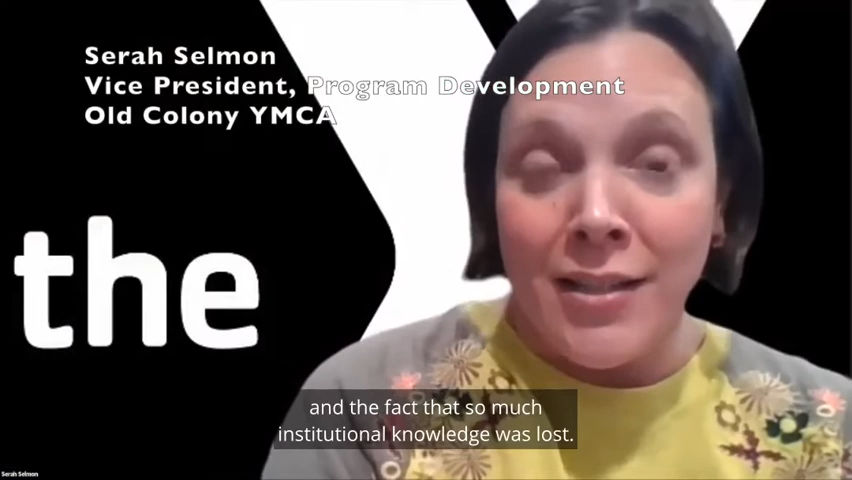 Serah Selmon
Vice President, Program Development
Old Colony YMCA
the
and the fact that so much
institutional knowledge was lost.
Serah Selmon